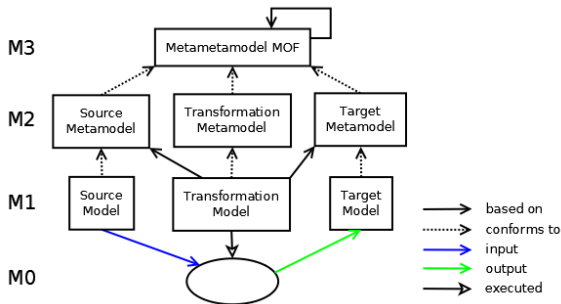 M3
Metametamodel MOF
M2
Source
Metamodel
Transformation
Metamodel
Target
Metamodel
M1
Source
Model
Transformation
Model
Target
Model
M0
based on
conforms to
input
output
executed